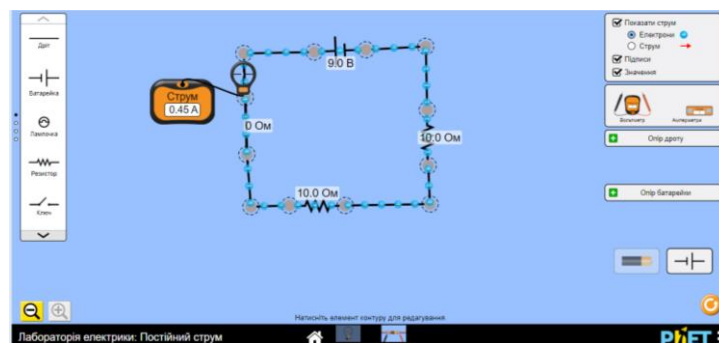 Дріт
Батарейка
Лампочка
Резистор
Ключ
9.0 В
Струм
0.45 А
0 Ом
10.0 Ом
10.0 Ом
Показати струм
Електрони
Струм
Підписи
Значення
Вольтметр
Амперметри
Опір дроту
Опір батарейки
Натисніть елемент контуру для редагування
Лабораторія електрики: Постійний струм
PhET